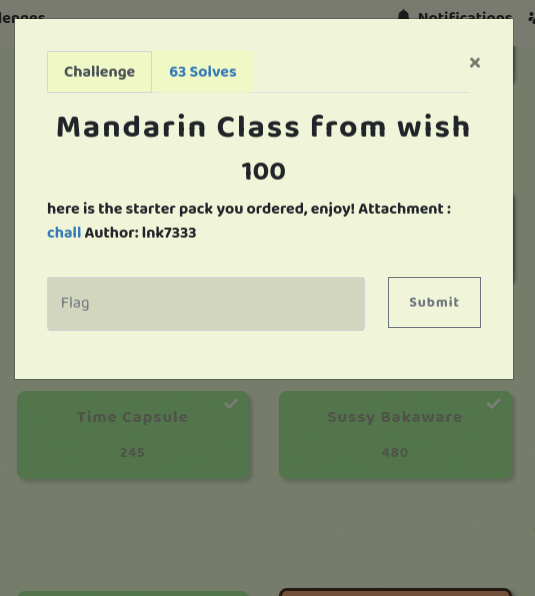 lenges
Notifications
Challenge
63 Solves
×
Mandarin Class from wish
100
here is the starter pack you ordered, enjoy! Attachment :
chall Author: lnk7333
Flag
Submit
Time Capsule
Sussy Bakaware
245
480